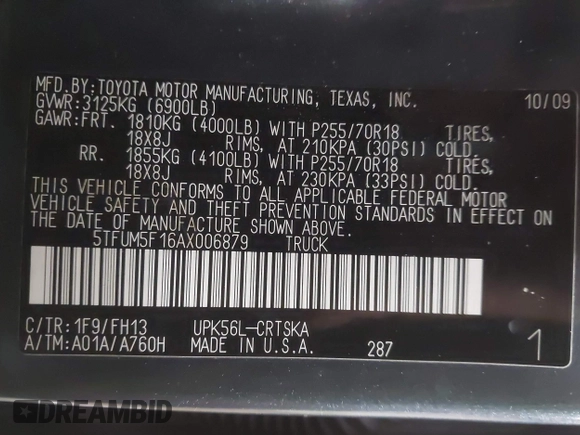 MFD.BY:TOYOTA MOTOR MANUFACTURING, TEXAS, INC. 10/09
GVWR:3125KG (6900LB)
GAWR:FRT. 1810KG (4000LB) WITH P255/70R18 TIRES,
18X8J RIMS, AT 210KPA (30PSI) COLD.
RR. 1855KG (4100LB) WITH P255/70R18 TIRES,
18X8J RIMS, AT 230KPA (33PSI) COLD.
THIS VEHICLE CONFORMS TO ALL APPLICABLE FEDERAL MOTOR
VEHICLE SAFETY AND THEFT PREVENTION STANDARDS IN EFFECT ON
THE DATE OF MANUFACTURE SHOWN ABOVE.
5TFUM5F16AX006879 TRUCK
C/TR:1F9/FH13 UPK56L-CRTSKA
A/TM:A01A/A760H MADE IN U.S.A. 287 1
DREAMBID